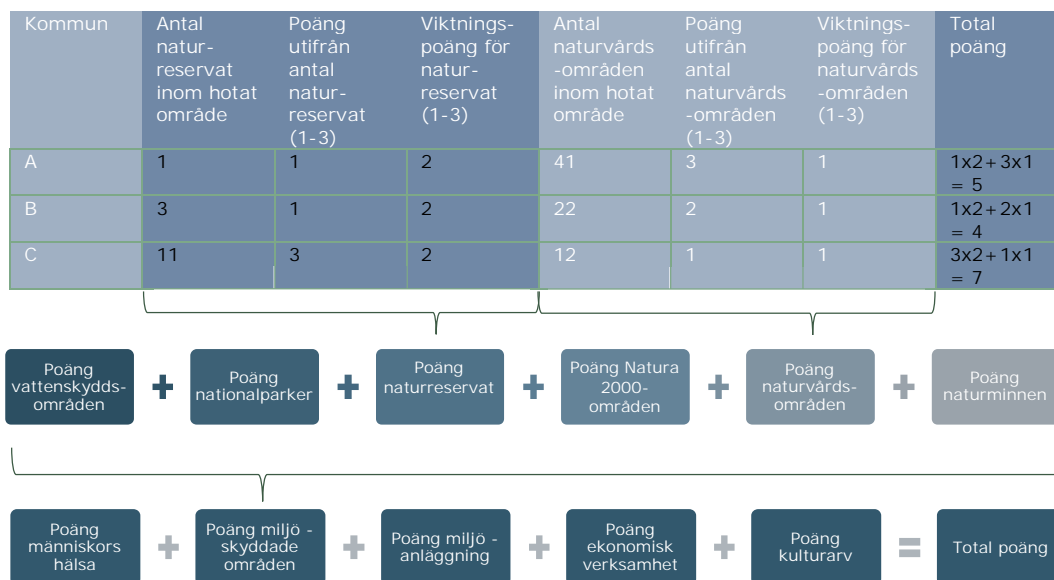 Kommun
Antal
natur-
reservat
inom hotat
område
Poäng
utifrån
antal
natur-
reservat
(1-3)
Viktnings-
poäng för
natur-
reservat
(1-3)
Antal
naturvårds
-områden
inom hotat
område
Poäng
utifrån
antal
naturvårds
-områden
(1-3)
Viktnings-
poäng för
naturvårds
-områden
(1-3)
Total
poäng
A
1
1
2
41
3
1
1x2+3x1
= 5
B
3
1
2
22
2
1
1x2+2x1
= 4
C
11
3
2
12
1
1
3x2+1x1
= 7
Poäng
vattenskydds-
områden
+
Poäng
nationalparker
+
Poäng
naturreservat
+
Poäng Natura
2000-
områden
+
Poäng
naturvårds-
områden
+
Poäng
naturminnen
Poäng
människors
hälsa
+
Poäng miljö -
skyddade
områden
+
Poäng miljö -
anläggning
+
Poäng
ekonomisk
verksamhet
+
Poäng
kulturarv
=
Total poäng